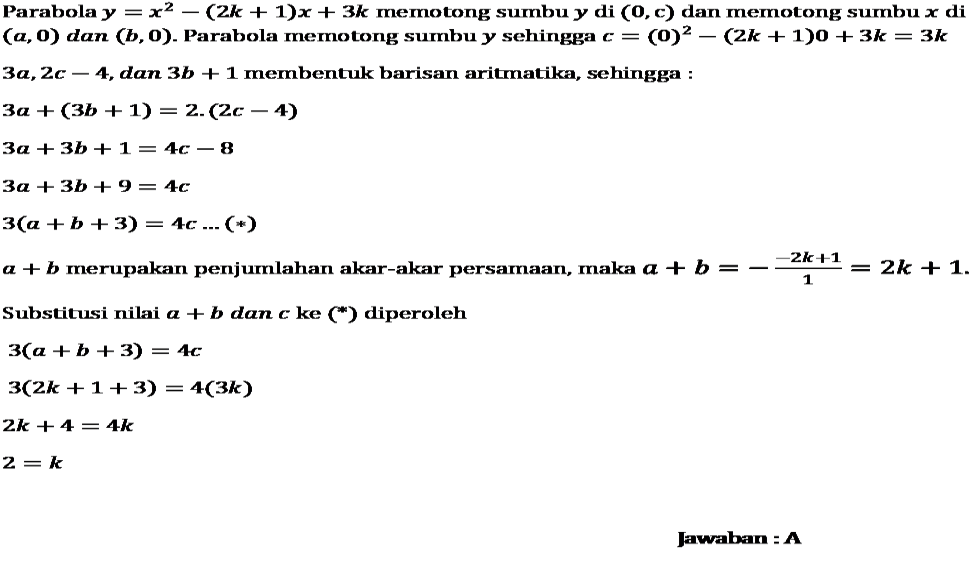 Parabola y = x² − (2k + 1)x + 3k memotong sumbu y di (0, c) dan memotong sumbu x di
(a, 0) dan (b, 0). Parabola memotong sumbu y sehingga c = (0)² − (2k + 1)0 + 3k = 3k
3a, 2c − 4, dan 3b + 1 membentuk barisan aritmatika, sehingga :
3a + (3b + 1) = 2. (2c − 4)
3a + 3b + 1 = 4c − 8
3a + 3b + 9 = 4c
3(a + b + 3) = 4c ... (*)
a + b merupakan penjumlahan akar-akar persamaan, maka a + b = − \frac{−2k+1}{1} = 2k + 1.
Substitusi nilai a + b dan c ke (*) diperoleh
3(a + b + 3) = 4c
3(2k + 1 + 3) = 4(3k)
2k + 4 = 4k
2 = k
Jawaban : A